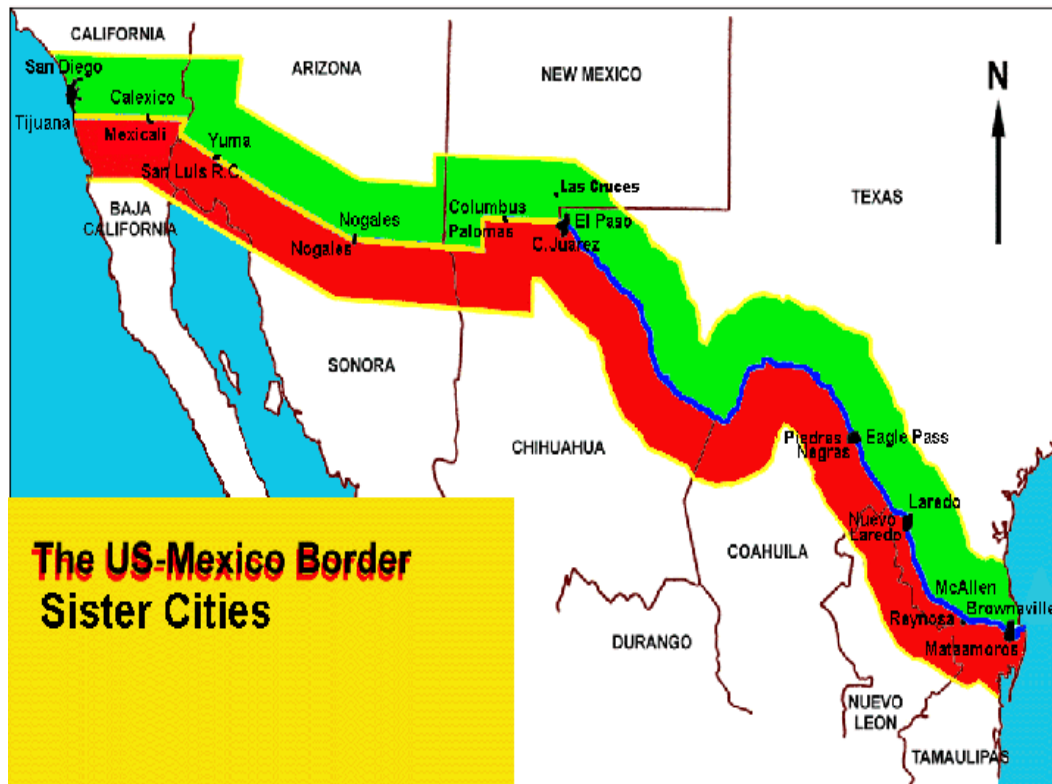 CALIFORNIA
ARIZONA
NEW MEXICO
N
San Diego
Calexico
Tijuana
Mexicali
Yuma
San Luis R.C.
Las Cruces
TEXAS
BAJA
CALIFORNIA
Nogales
Columbus
El Paso
Nogales
Palomas
C.Juarez
SONORA
CHIHUAHUA
Piedras
Negras
Eagle Pass
Laredo
Nuevo
Laredo
COAHUILA
The US-Mexico Border
Sister Cities
McAllen
Brownsville
Reynosa
DURANGO
Mataamoros
NUEVO
LEON
TAMAULIPAS